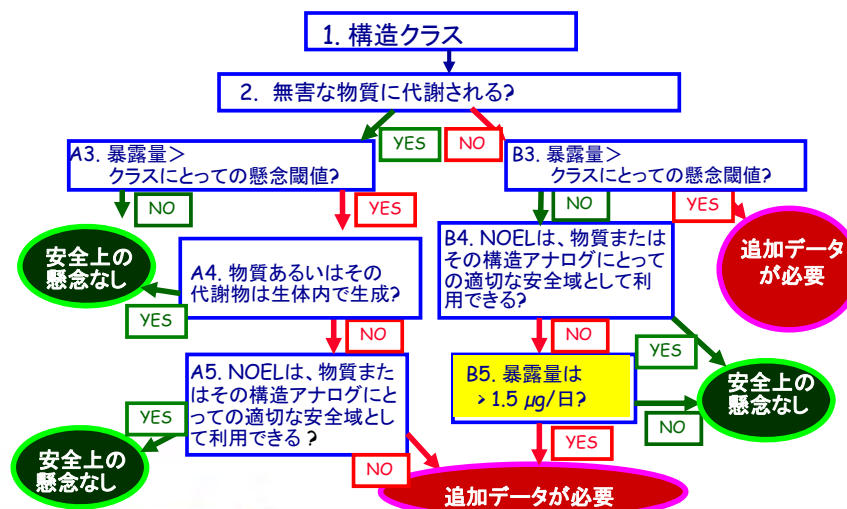 1. 構造クラス
2. 無害な物質に代謝される?
YES
NO
A3. 暴露量＞
クラスにとっての懸念閾値?
B3. 暴露量＞
クラスにとっての懸念閾値?
NO
YES
NO
YES
安全上の
懸念なし
A4. 物質あるいはその
代謝物は生体内で生成?
B4. NOELは、物質または
その構造アナログにとって
の適切な安全域として利
用できる?
追加データ
が必要
YES
NO
NO
YES
A5. NOELは、物質また
はその構造アナログにと
っての適切な安全域とし
て利用できる?
B5. 暴露量は
> 1.5 µg/日?
安全上の
懸念なし
YES
NO
安全上の
懸念なし
NO
YES
追加データが必要